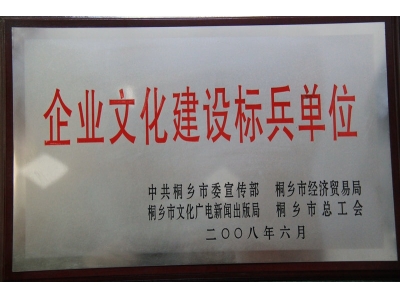 企业文化建设标兵单位
中共桐乡市委宣传部 桐乡市经济贸易局
桐乡市文化广电新闻出版局 桐乡市总工会
二〇〇八年六月